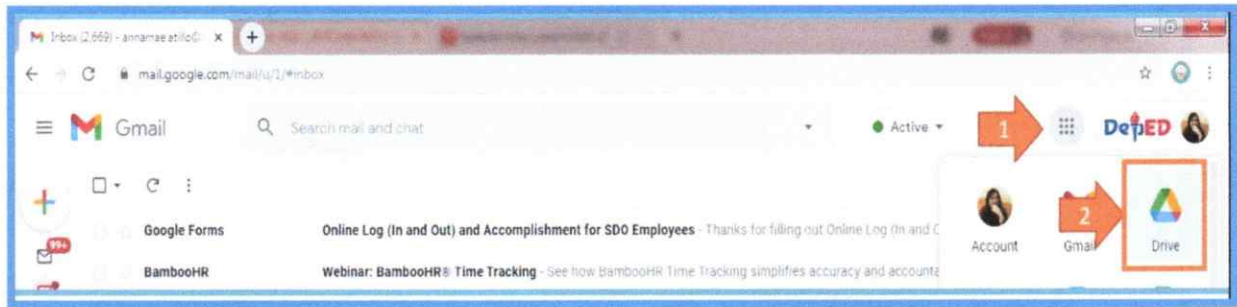 Inbox (2,669) - annamae.atillo@
mail.google.com/mail/u/1/#inbox
Gmail
Search mail and chat
Active
1
DepED
Google Forms Online Log (In and Out) and Accomplishment for SDO Employees - Thanks for filling out Online Log (In and C
2
Account Gmail Drive
99+
BambooHR Webinar: BambooHR® Time Tracking - See how BambooHR Time Tracking simplifies accuracy and accounta